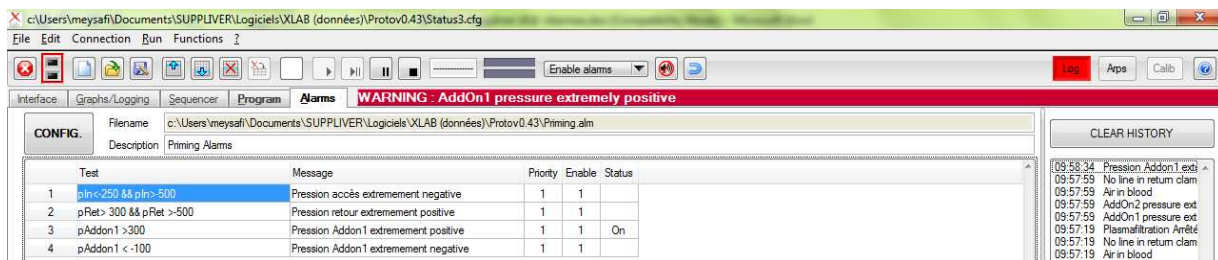 c:\Users\meysafi\Documents\SUPPLIVER\Logiciels\XLAB (données)\Protov0.43\Status3.cfg
File Edit Connection Run Functions ?
Enable alarms Log Arps Calib
Interface Graphs/Logging Sequencer Program Alarms WARNING : AddOn1 pressure extremely positive
CONFIG. Filename c:\Users\meysafi\Documents\SUPPLIVER\Logiciels\XLAB (données)\Protov0.43\Priming.alm
Description Priming Alarms
CLEAR HISTORY
Test Message Priority Enable Status
1 pIn<-250 && pIn>-500 Pression accès extremement negative 1 1
2 pRet> 300 && pRet >-500 Pression retour extremement positive 1 1
3 pAddon1 >300 Pression Addon1 extremement positive 1 1 On
4 pAddon1 < -100 Pression Addon1 extremement negative 1 1
09:58:34 Pression Addon1 ext
09:57:59 No line in return clam
09:57:59 Air in blood
09:57:59 AddOn2 pressure ext
09:57:59 AddOn1 pressure ext
09:57:19 Plasmafiltration Arrêté
09:57:19 No line in return clam
09:57:19 Air in blood